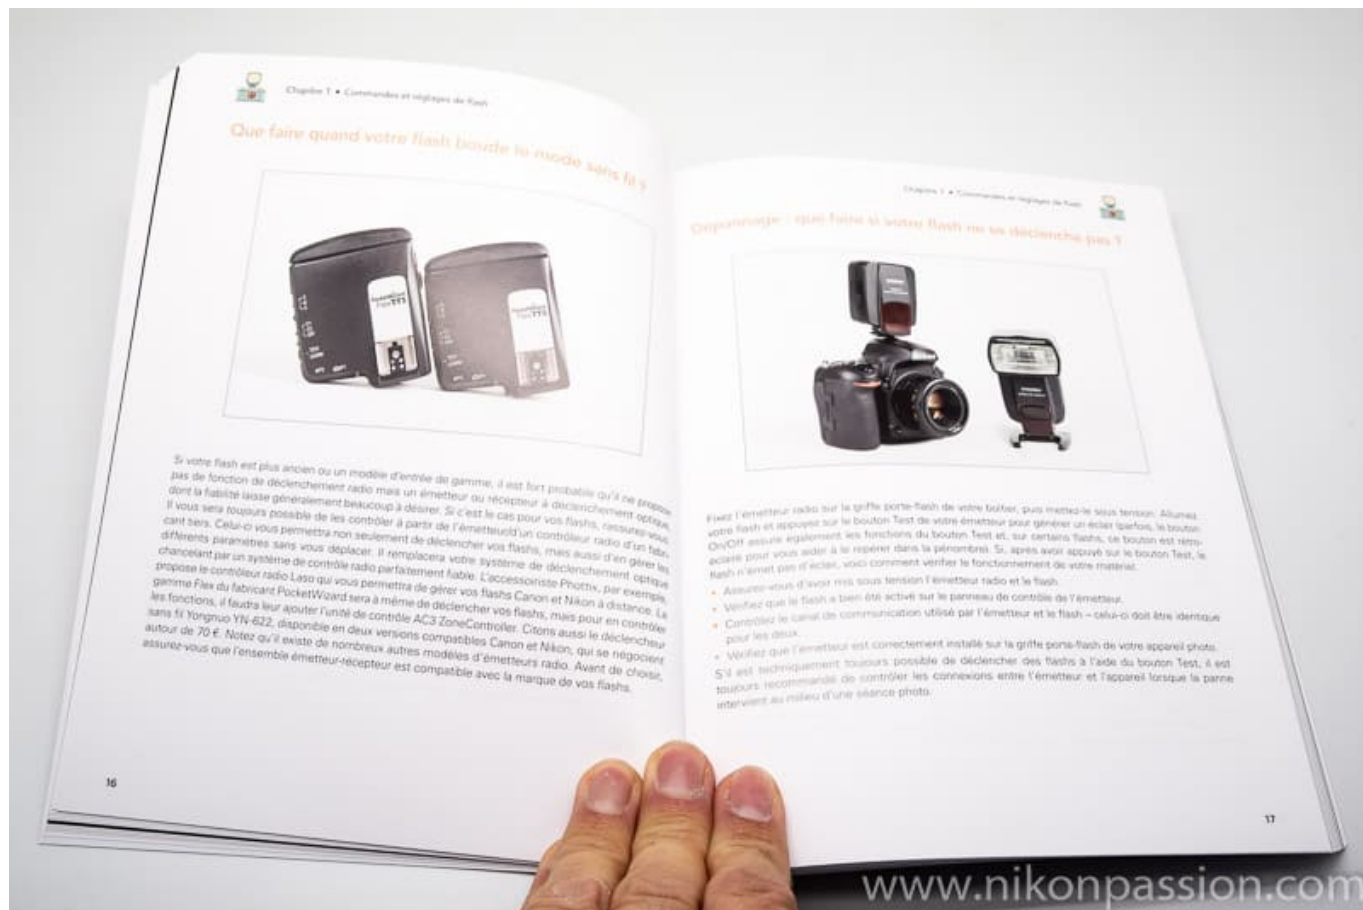 Chapitre 1 • Commandes et réglages de flash
Que faire quand votre flash boude le mode sans fil ?
PocketWizard
FlexTT5
FlexTT5
Si votre flash est plus ancien ou un modèle d'entrée de gamme, il est fort probable qu'il ne propose
pas de fonction de déclenchement radio mais un émetteur ou récepteur à déclenchement optique,
dont la fiabilité laisse généralement beaucoup à désirer. Si c'est le cas pour vos flashs, rassurez-vous.
Il vous sera toujours possible de les contrôler à partir de l'émetteur/d'un contrôleur radio d'un fabri-
cant tiers. Celui-ci vous permettra non seulement de déclencher vos flashs, mais aussi d'en gérer les
différents paramètres sans vous déplacer. Il remplacera votre système de déclenchement optique
chancelant par un système de contrôle radio parfaitement fiable. L'accessoiriste Phottix, par exemple,
propose le contrôleur radio Laso qui vous permettra de gérer vos flashs Canon et Nikon à distance. La
gamme Flex du fabricant PocketWizard sera à même de déclencher vos flashs, mais pour en contrôler
les fonctions, il faudra leur ajouter l'unité de contrôle AC3 ZoneController. Citons aussi le déclencheur
sans fil Yongnuo YN-622, disponible en deux versions compatibles Canon et Nikon, qui se négocient
autour de 70 €. Notez qu'il existe de nombreux autres modèles d'émetteurs radio. Avant de choisir,
assurez-vous que l'ensemble émetteur-récepteur est compatible avec la marque de vos flashs.
16
Chapitre 1 • Commandes et réglages de flash
Dépannage : que faire si votre flash ne se déclenche pas ?
Fixez l'émetteur radio sur la griffe porte-flash de votre boîtier, puis mettez-le sous tension. Allumez
votre flash et appuyez sur le bouton Test de votre émetteur pour générer un éclair (parfois, le bouton
On/Off assure également les fonctions du bouton Test et, sur certains flashs, ce bouton est rétro-
éclairé pour vous aider à le repérer dans la pénombre). Si, après avoir appuyé sur le bouton Test, le
flash n'émet pas d'éclair, voici comment vérifier le fonctionnement de votre matériel.
• Assurez-vous d'avoir mis sous tension l'émetteur radio et le flash.
• Vérifiez que le flash a bien été activé sur le panneau de contrôle de l'émetteur.
• Contrôlez le canal de communication utilisé par l'émetteur et le flash – celui-ci doit être identique
pour les deux.
• Vérifiez que l'émetteur est correctement installé sur la griffe porte-flash de votre appareil photo.
S'il est techniquement toujours possible de déclencher des flashs à l'aide du bouton Test, il est
toujours recommandé de contrôler les connexions entre l'émetteur et l'appareil lorsque la panne
intervient au milieu d'une séance photo.
17
www.nikonpassion.com